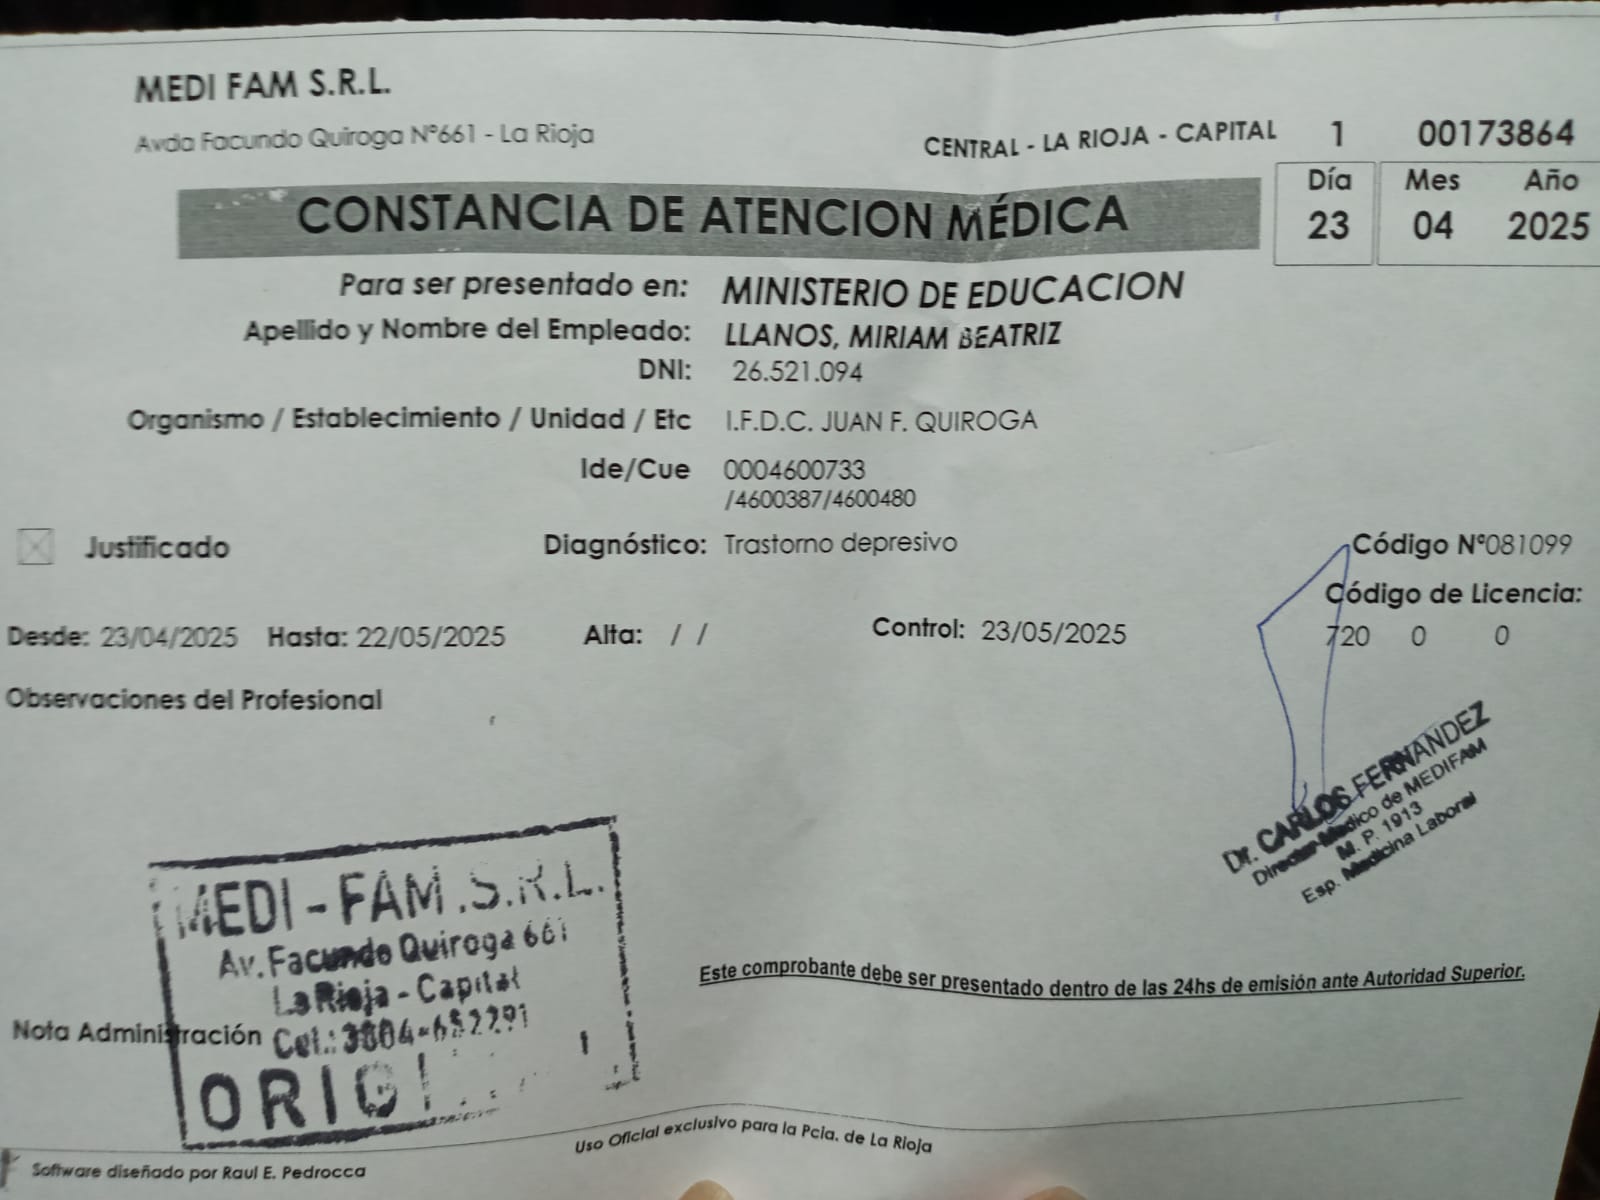 MEDI FAM S.R.L.
Avda Facundo Quiroga Nº661 - La Rioja
CENTRAL - LA RIOJA - CAPITAL 1 00173864
CONSTANCIA DE ATENCION MÉDICA
Día Mes Año
23 04 2025
Para ser presentado en: MINISTERIO DE EDUCACION
Apellido y Nombre del Empleado: LLANOS, MIRIAM BEATRIZ
DNI: 26.521.094
Organismo / Establecimiento / Unidad / Etc I.F.D.C. JUAN F. QUIROGA
Ide/Cue 0004600733
/4600387/4600480
Justificado Diagnóstico: Trastorno depresivo Código Nº081099
Código de Licencia:
Desde: 23/04/2025 Hasta: 22/05/2025 Alta: / / Control: 23/05/2025 720 0 0
Observaciones del Profesional
Dr. CARLOS FERNANDEZ
Director Medico de MEDIFAM
M. P. 1913
Esp. Medicina Laboral
MEDI - FAM . S.R.L.
Av. Facundo Quiroga 661
La Rioja - Capital
Cel.:
Este comprobante debe ser presentado dentro de las 24hs de emisión ante Autoridad Superior.
Nota Administración
Uso Oficial exclusivo para la Pcia. de La Rioja
Software diseñado por Raul E. Pedrocca